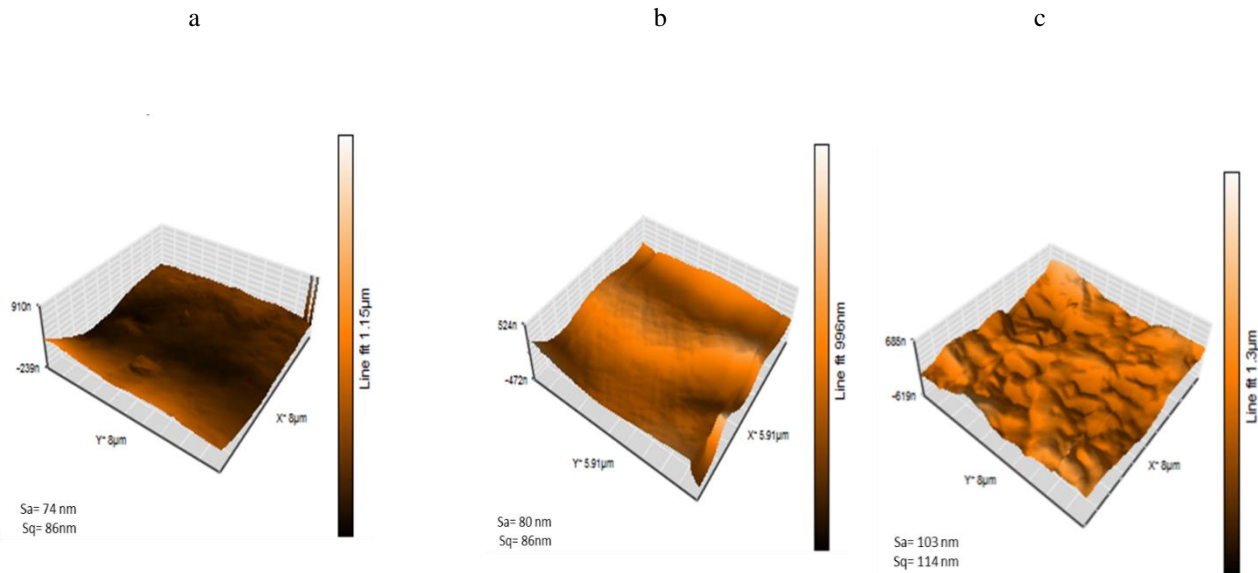 a
b
c
910n
-239n
Y* 8µm
X* 8µm
Line fit 1.15µm
Sa= 74 nm
Sq= 86nm
524n
-472n
Y* 5.91µm
X* 5.91µm
Line fit 996nm
Sa= 80 nm
Sq= 86nm
685n
-619n
Y* 8µm
X* 8µm
Line fit 1.3µm
Sa= 103 nm
Sq= 114 nm